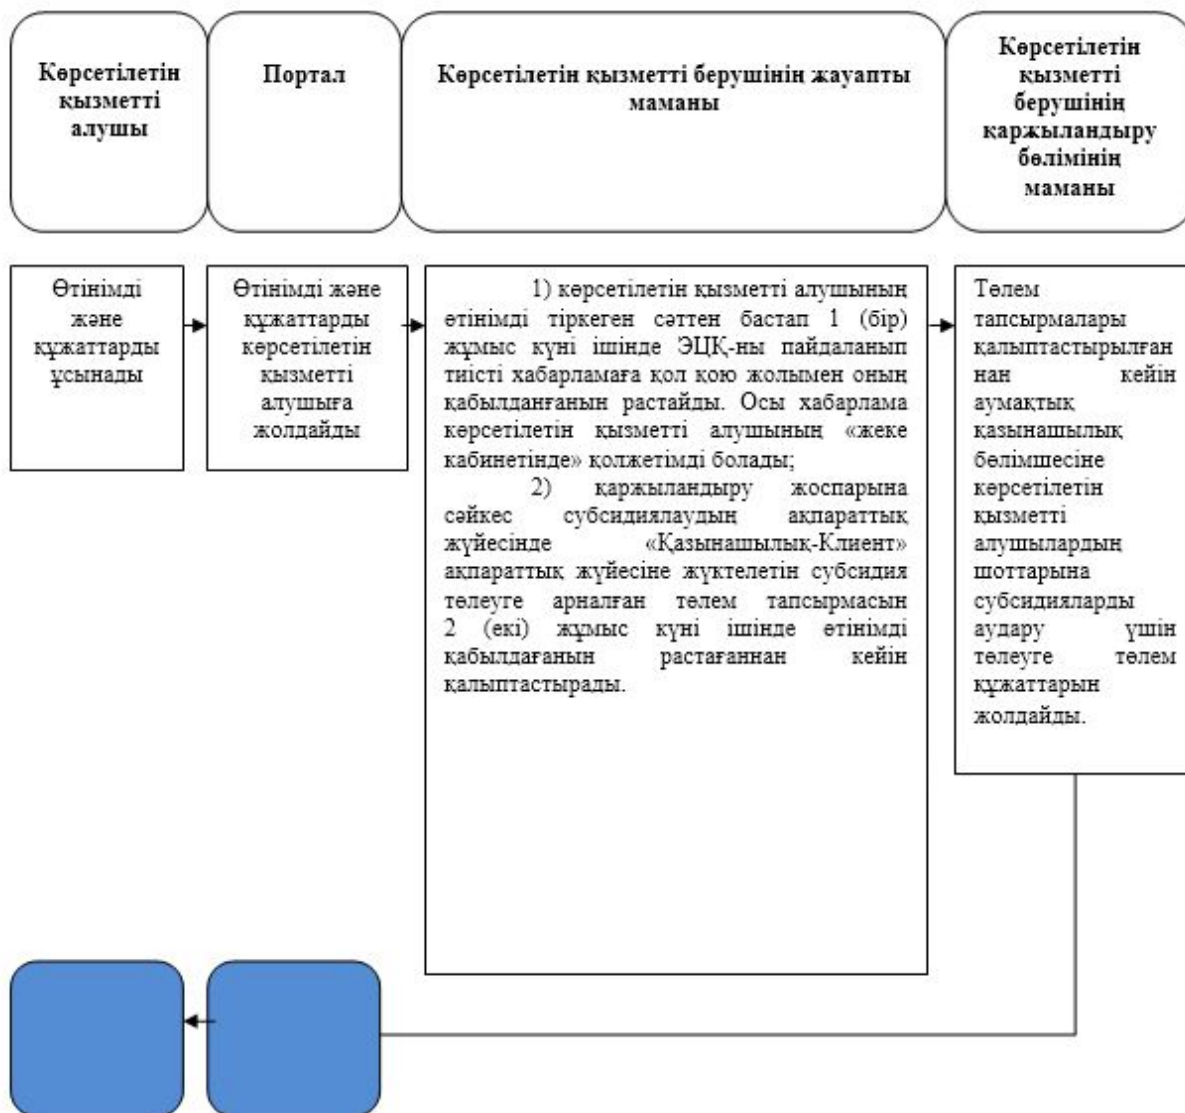 Көрсетілетін
қызметті
алушы
Портал
Көрсетілетін қызметті берушінің жауапты
маманы
Көрсетілетін
қызметті
берушінің
қаржыландыру
бөлімінің
маманы
Өтінімді
және
құжаттарды
ұсынады
Өтінімді және
құжаттарды
көрсетілетін
қызметті
алушыға
жолдайды
1) көрсетілетін қызметті алушының
өтінімді тіркеген сәттен бастап 1 (бір)
жұмыс күні ішінде ЭЦҚ-ны пайдаланып
тиісті хабарламаға қол қою жолымен оның
қабылданғанын растайды. Осы хабарлама
көрсетілетін қызметті алушының «жеке
кабинетінде» қолжетімді болады;
2) қаржыландыру жоспарына
сәйкес субсидиялаудың ақпараттық
жүйесінде «Қазынашылық-Клиент»
ақпараттық жүйесіне жүктелетін субсидия
төлеуге арналған төлем тапсырмасын
2 (екі) жұмыс күні ішінде өтінімді
қабылдағанын растағаннан кейін
қалыптастырады.
Төлем
тапсырмалары
қалыптастырылған
нан кейін
аумақтық
қазынашылық
бөлімшесіне
көрсетілетін
қызметті
алушылардың
шоттарына
субсидияларды
аудару үшін
төлеуге төлем
құжаттарын
жолдайды.